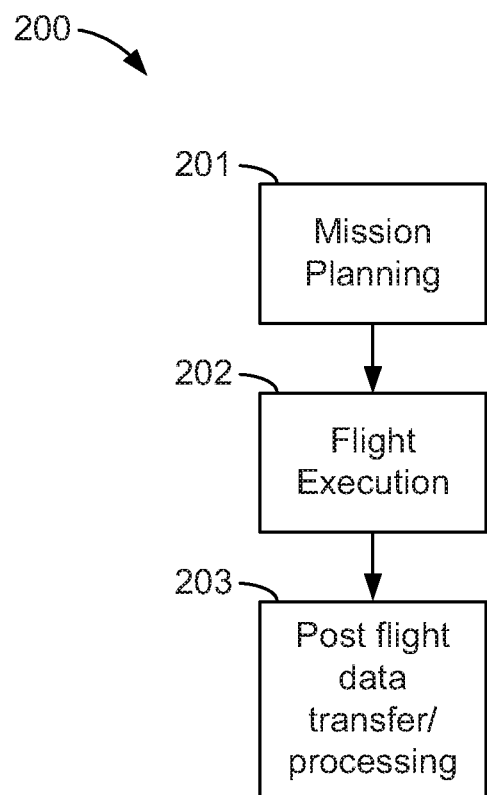 200
201
Mission
Planning
202
Flight
Execution
203
Post flight
data
transfer/
processing